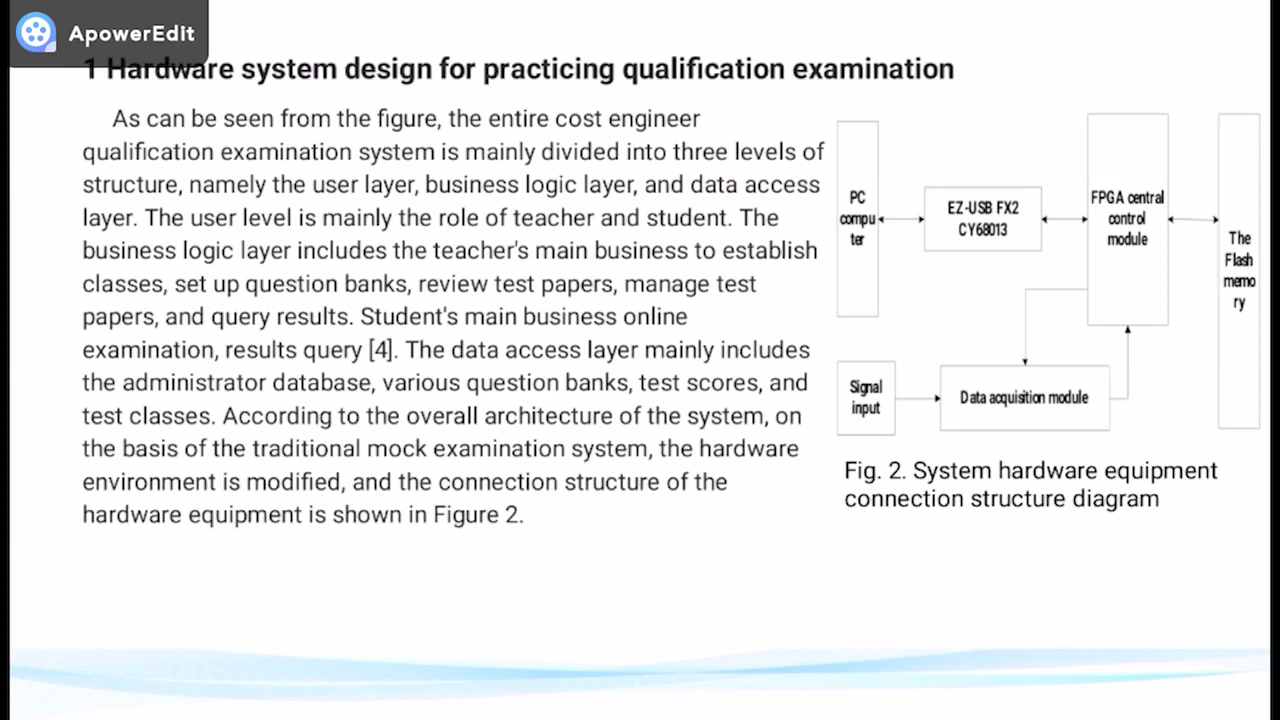 ApowerEdit
1 Hardware system design for practicing qualification examination
As can be seen from the figure, the entire cost engineer
qualification examination system is mainly divided into three levels of
structure, namely the user layer, business logic layer, and data access
layer. The user level is mainly the role of teacher and student. The
business logic layer includes the teacher's main business to establish
classes, set up question banks, review test papers, manage test
papers, and query results. Student's main business online
examination, results query [4]. The data access layer mainly includes
the administrator database, various question banks, test scores, and
test classes. According to the overall architecture of the system, on
the basis of the traditional mock examination system, the hardware
environment is modified, and the connection structure of the
hardware equipment is shown in Figure 2.
PC
compu
ter
EZ-USB FX2
CY68013
FPGA central
control
module
The
Flash
memo
ry
Signal
input
Data acquisition module
Fig. 2. System hardware equipment
connection structure diagram